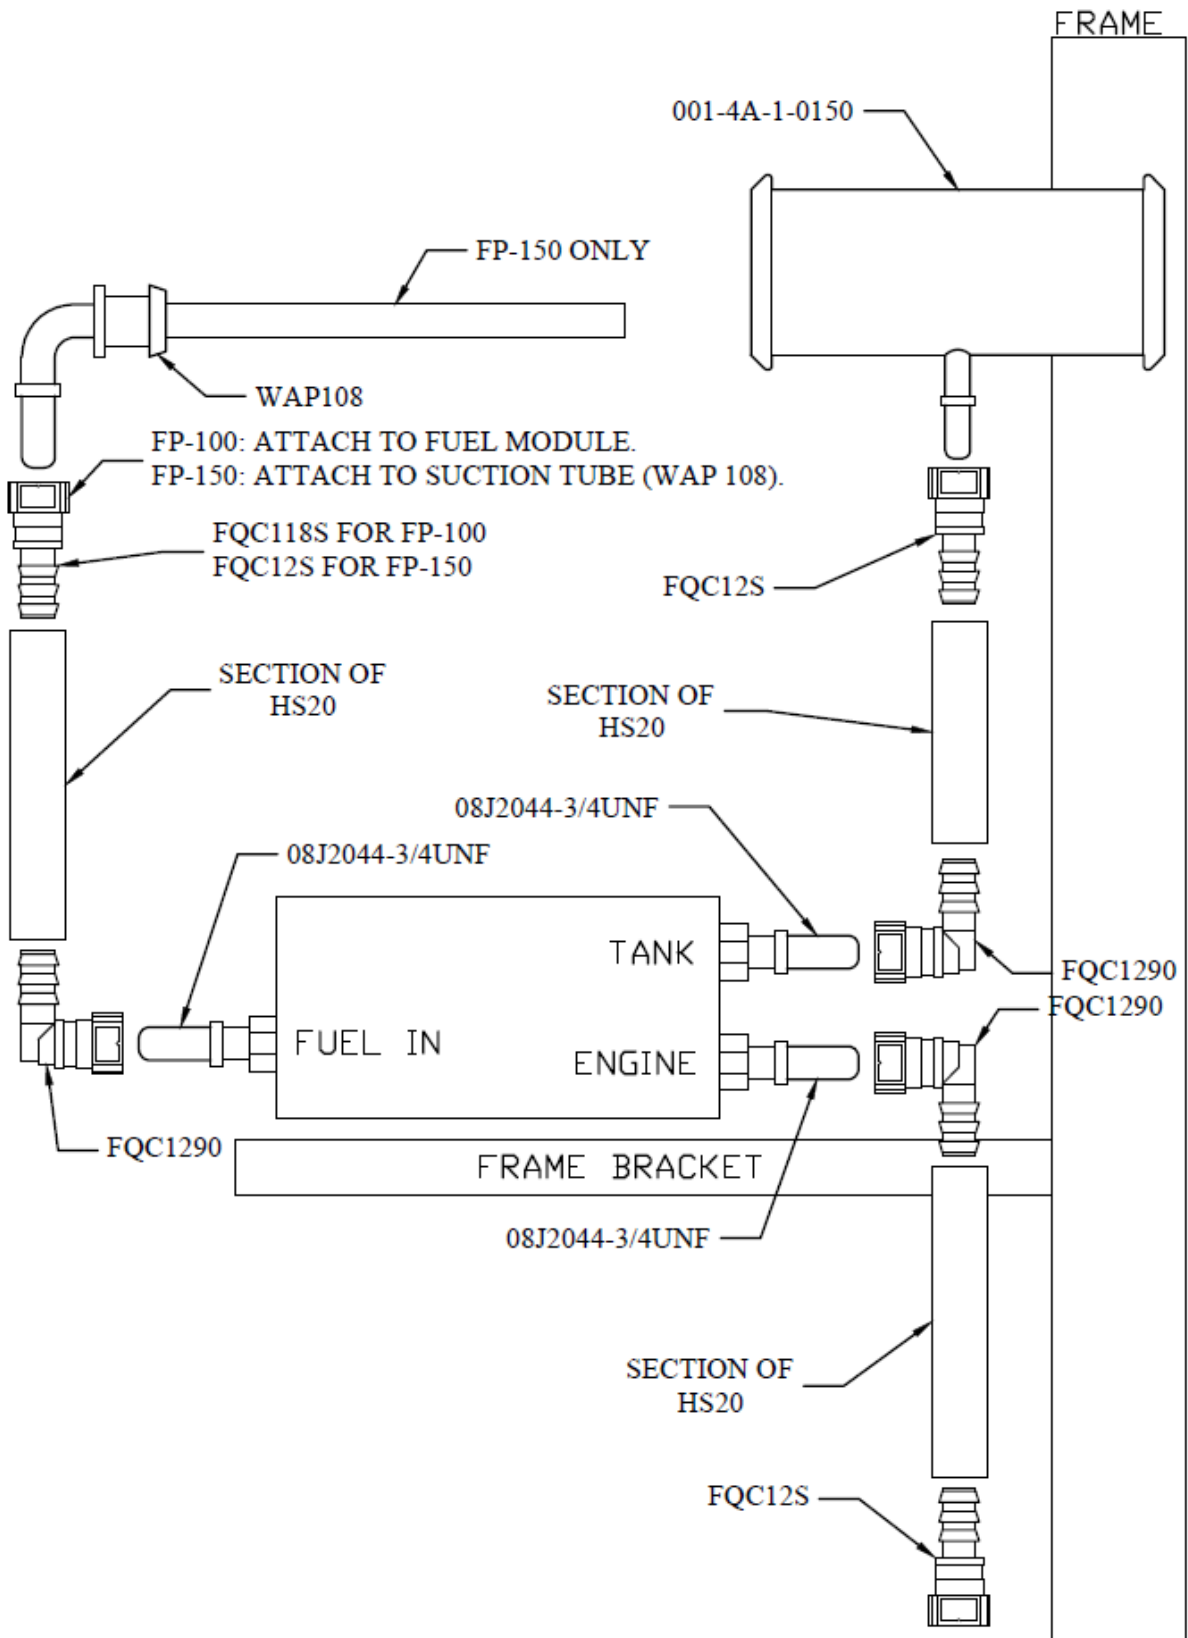 FRAME
001-4A-1-0150
FP-150 ONLY
WAP108
FP-100: ATTACH TO FUEL MODULE.
FP-150: ATTACH TO SUCTION TUBE (WAP 108).
FQC118S FOR FP-100
FQC12S FOR FP-150
FQC12S
SECTION OF
HS20
SECTION OF
HS20
08J2044-3/4UNF
08J2044-3/4UNF
TANK
FQC1290
FQC1290
FUEL IN
ENGINE
FQC1290
FRAME BRACKET
08J2044-3/4UNF
SECTION OF
HS20
FQC12S